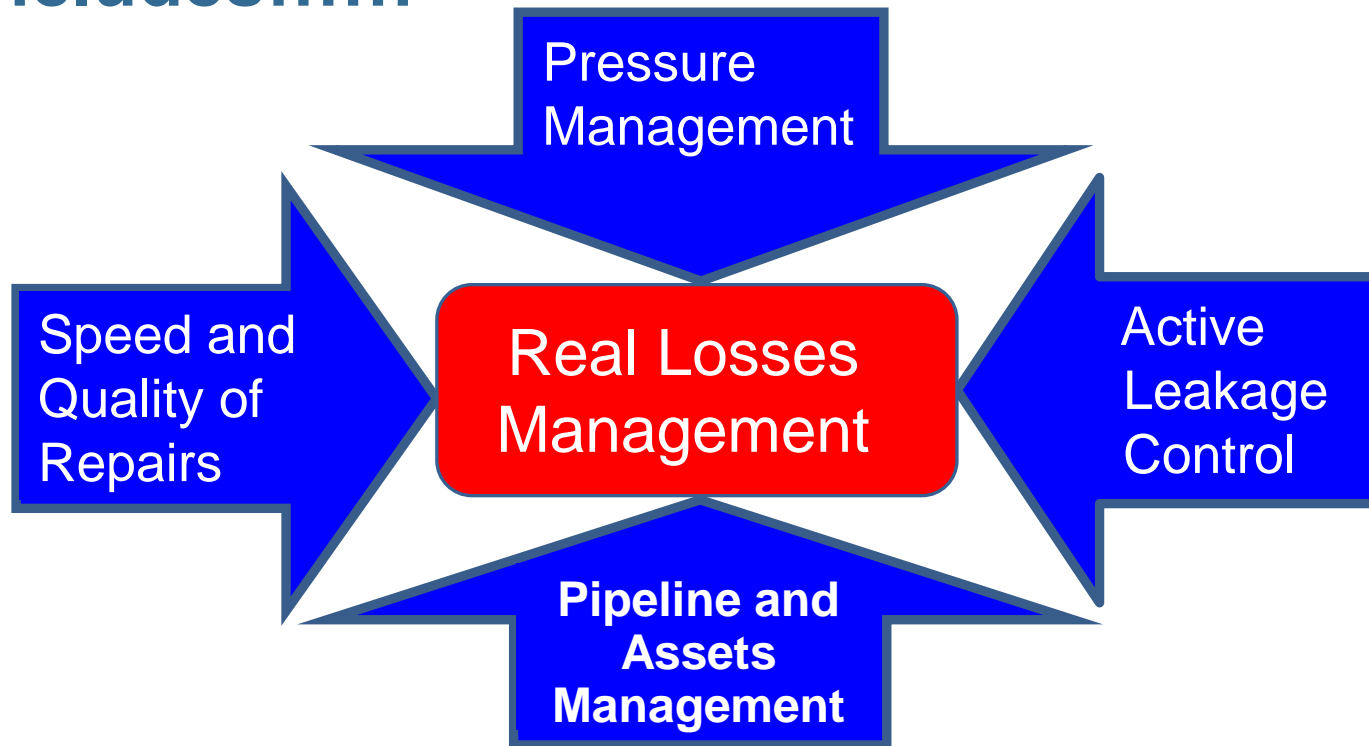 Pressure
Management
Speed and
Quality of
Repairs
Real Losses
Management
Active
Leakage
Control
Pipeline and
Assets
Management